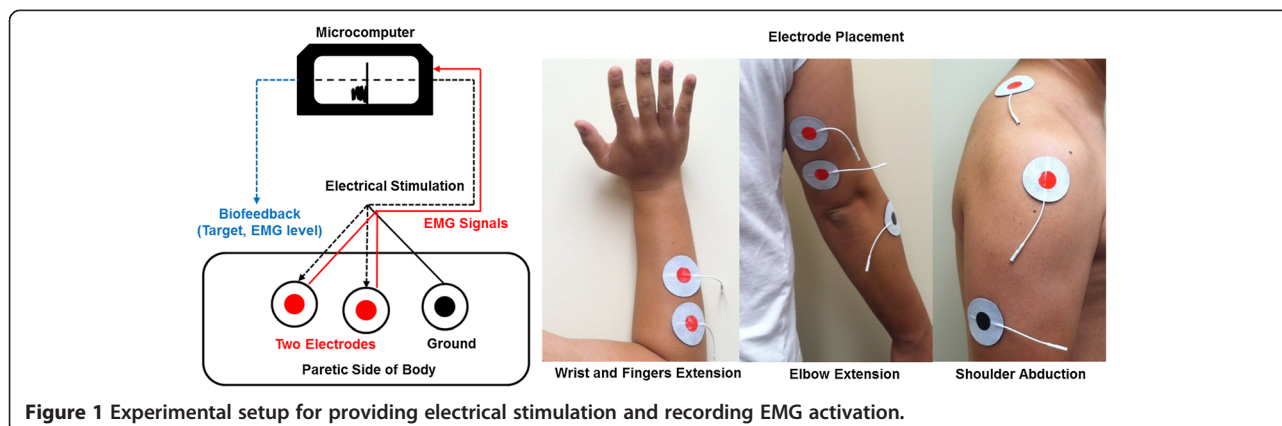 Microcomputer
Electrode Placement
Electrical Stimulation
Biofeedback
(Target, EMG level)
EMG Signals
Two Electrodes
Ground
Paretic Side of Body
Wrist and Fingers Extension
Elbow Extension
Shoulder Abduction
Figure 1 Experimental setup for providing electrical stimulation and recording EMG activation.